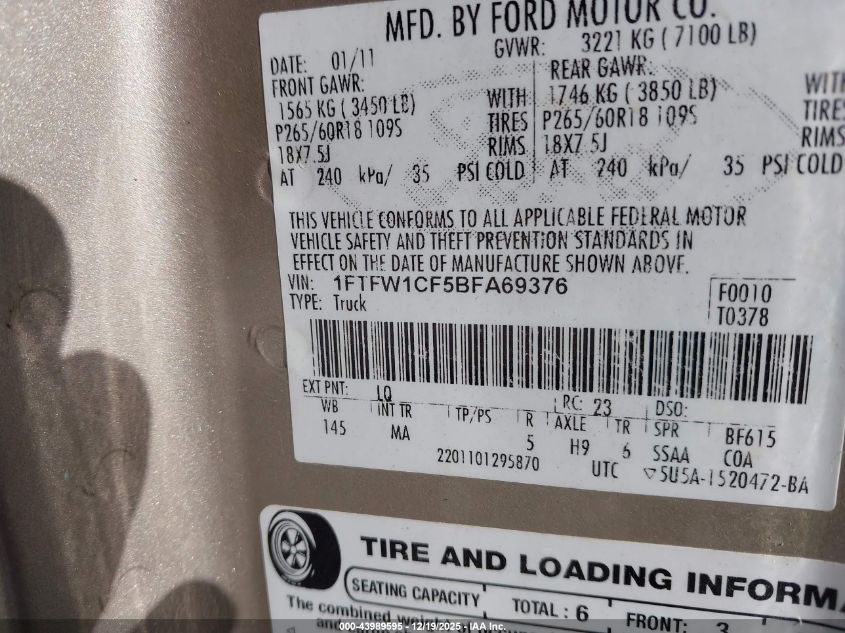 MFD. BY FORD MOTOR CO.
DATE: 01/11 GVWR: 3221 KG ( 7100 LB)
FRONT GAWR: REAR GAWR:
1565 KG ( 3450 LB) WITH 1746 KG ( 3850 LB) WITH
P265/60R18 109S TIRES P265/60R18 109S TIRES
18X7.5J RIMS 18X7.5J RIMS
AT 240 kPa/ 35 PSI COLD AT 240 kPa/ 35 PSI COLD
THIS VEHICLE CONFORMS TO ALL APPLICABLE FEDERAL MOTOR
VEHICLE SAFETY AND THEFT PREVENTION STANDARDS IN
EFFECT ON THE DATE OF MANUFACTURE SHOWN ABOVE.
VIN: 1FTFW1CF5BFA69376 F0010
TYPE: Truck T0378
EXT PNT: LQ RC: 23 DSO:
WB INT TR TP/PS R AXLE TR SPR BF615
145 MA 5 H9 6 SSAA COA
2201101295870 UTC ▽5U5A-1520472-BA
TIRE AND LOADING INFORMA
SEATING CAPACITY TOTAL : 6 FRONT: 3
The combined
000-43989595 - 12/19/2025 - IAA Inc.